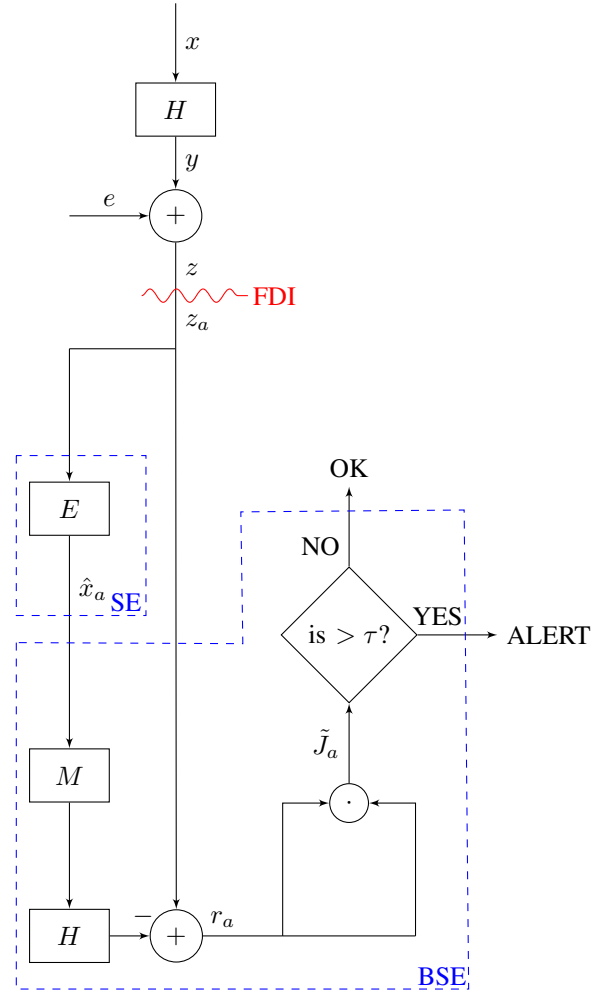 x
H
y
e
+
z
FDI
z_a
E
OK
NO
x̂_a
SE
is > τ?
YES
ALERT
J̃_a
M
·
H
−
+
r_a
BSE